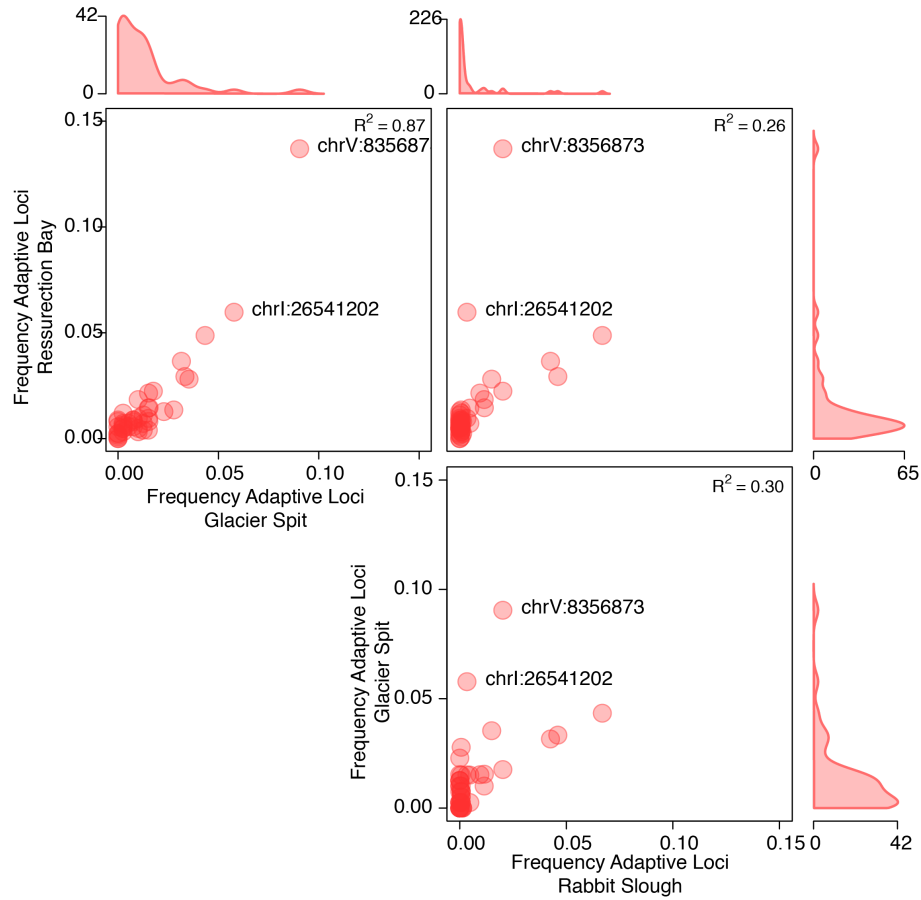 42
0
226
0
0.15
0.10
0.05
0.00
Frequency Adaptive Loci
Ressurection Bay
R² = 0.87
chrV:835687
chrI:26541202
R² = 0.26
chrV:8356873
chrI:26541202
0.00
0.05
0.10
Frequency Adaptive Loci
Glacier Spit
0
65
0.15
0.10
0.05
0.00
Frequency Adaptive Loci
Glacier Spit
R² = 0.30
chrV:8356873
chrI:26541202
0.00
0.05
0.10
0.15
0
42
Frequency Adaptive Loci
Rabbit Slough